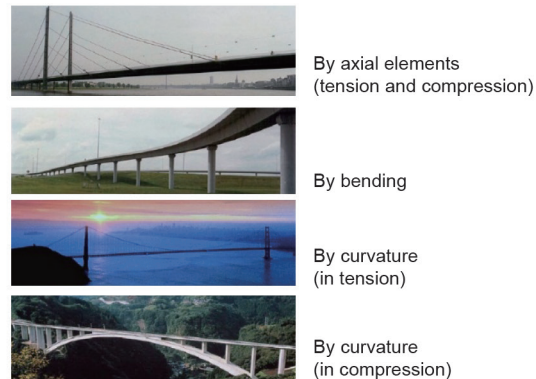 By axial elements
(tension and compression)
By bending
By curvature
(in tension)
By curvature
(in compression)